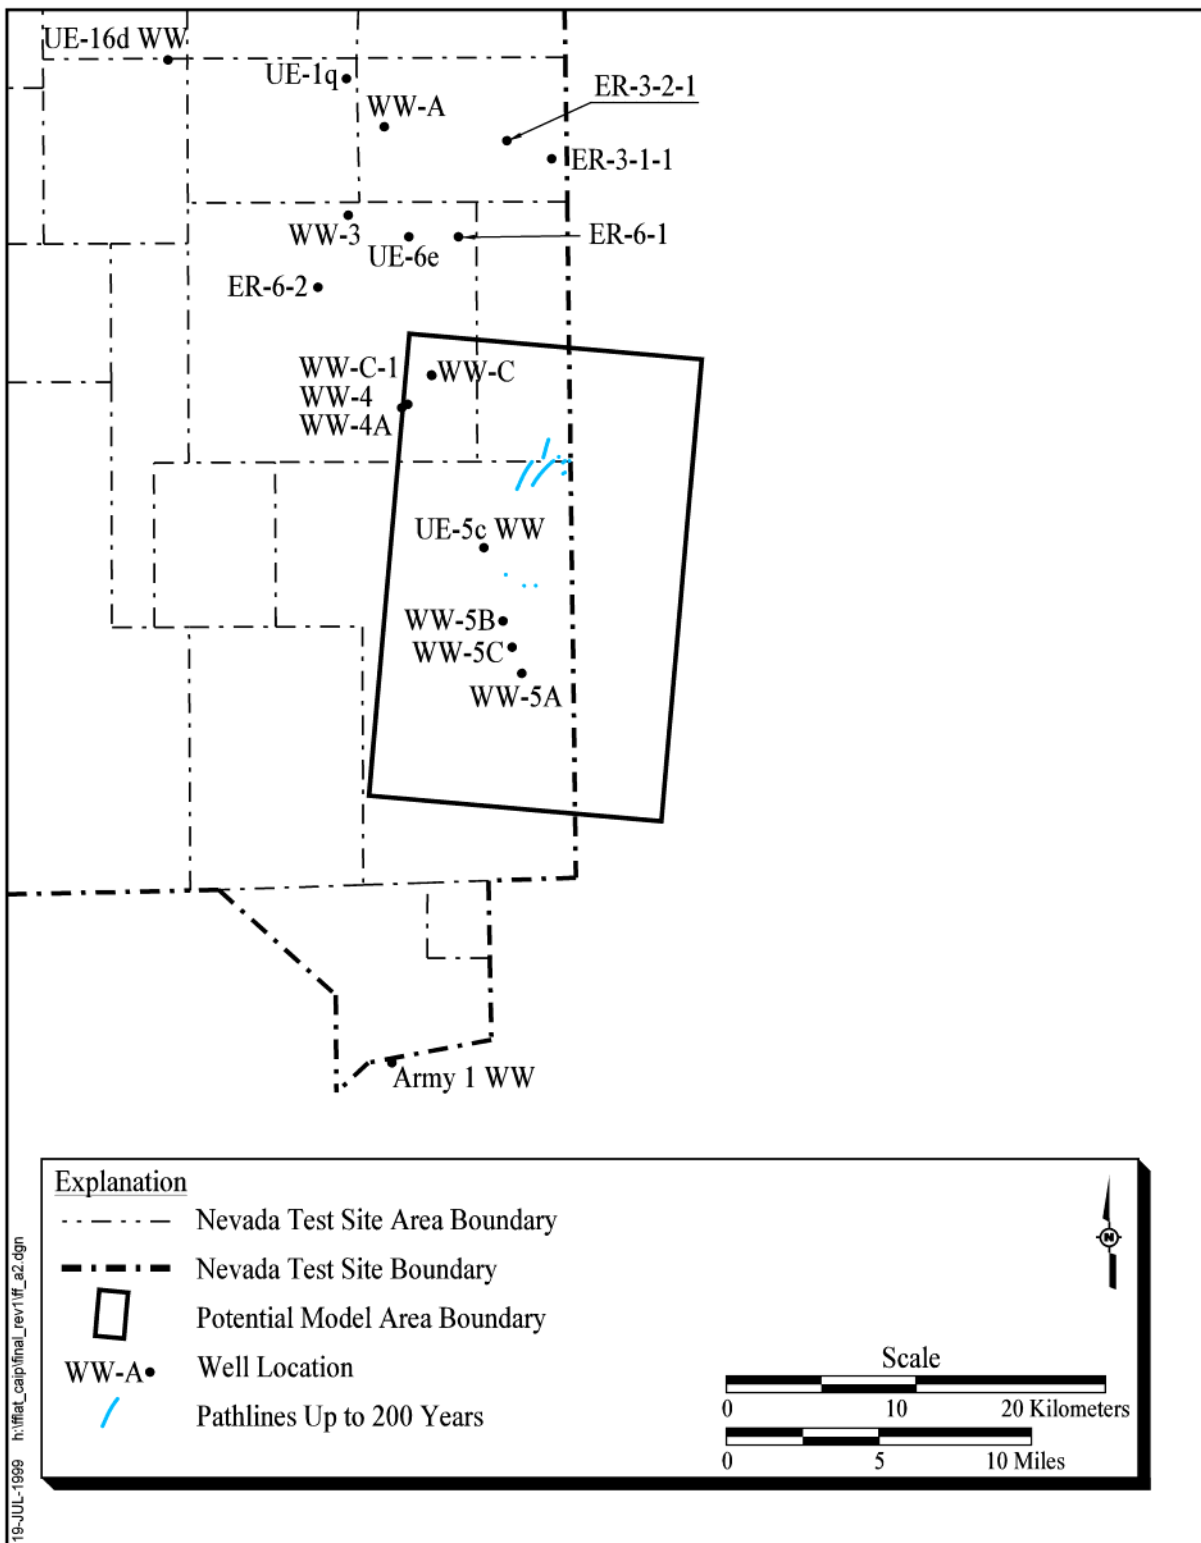 UE-16d WW
UE-1q
ER-3-2-1
WW-A
ER-3-1-1
WW-3
ER-6-1
UE-6e
ER-6-2
WW-C-1
WW-C
WW-4
WW-4A
UE-5c WW
WW-5B
WW-5C
WW-5A
Army 1 WW
Explanation
Nevada Test Site Area Boundary
Nevada Test Site Boundary
Potential Model Area Boundary
WW-A
Well Location
Pathlines Up to 200 Years
N
Scale
0 10 20 Kilometers
0 5 10 Miles
19-JUL-1999 h:\fflat_caip\final_rev1\ff_a2.dgn